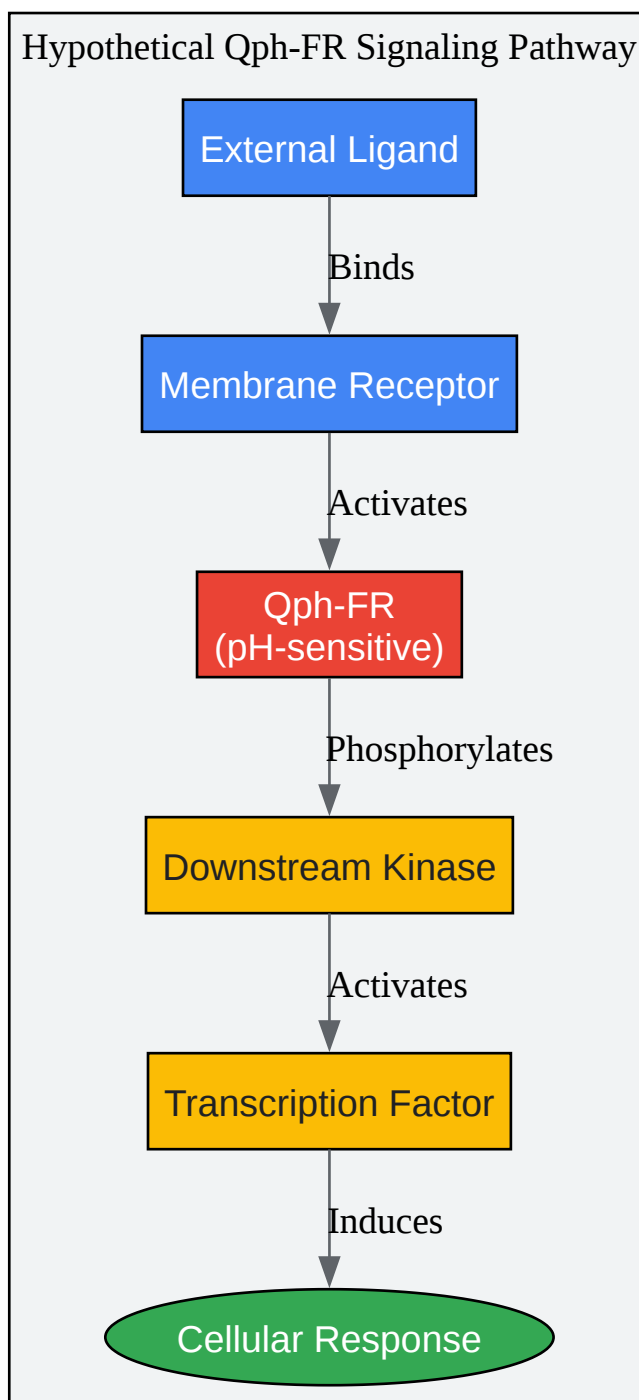 Hypothetical Qph-FR Signaling Pathway
External Ligand
Binds
Membrane Receptor
Activates
Qph-FR
(pH-sensitive)
Phosphorylates
Downstream Kinase
Activates
Transcription Factor
Induces
Cellular Response